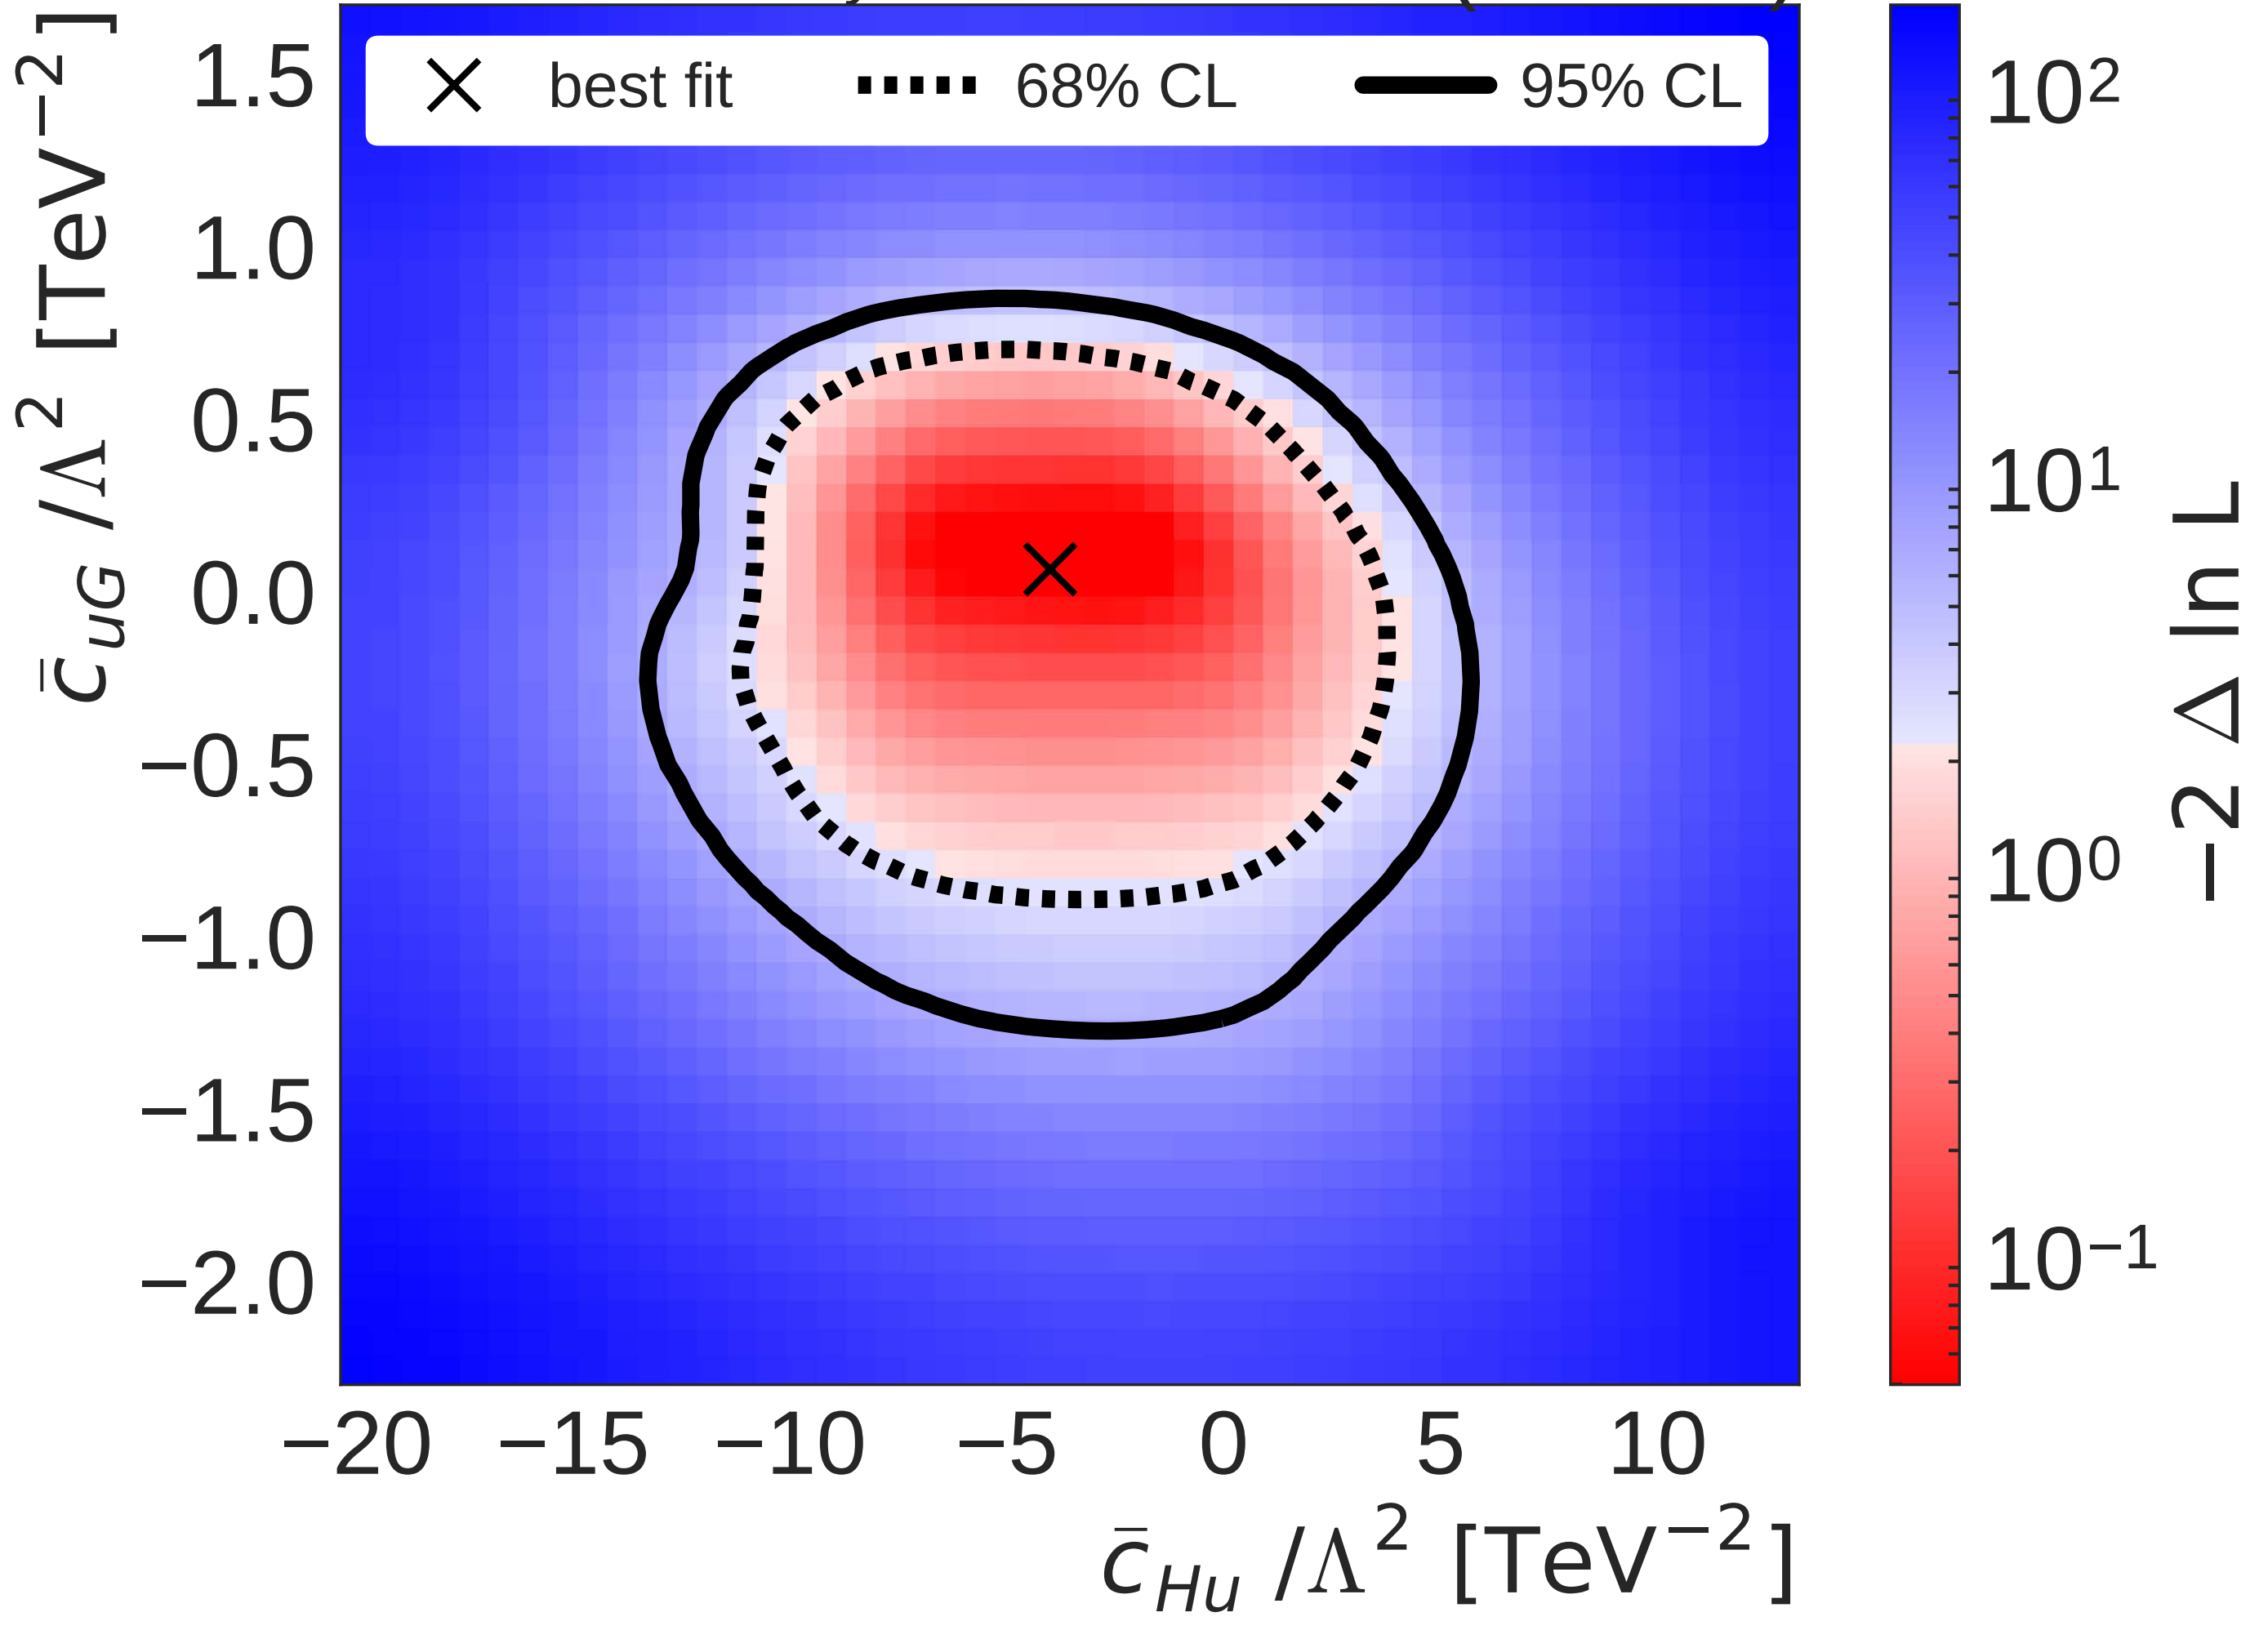 best fit 68% CL 95% CL
c̄_uG /Λ² [TeV⁻²]
1.5
1.0
0.5
0.0
−0.5
−1.0
−1.5
−2.0
−20 −15 −10 −5 0 5 10
c̄_Hu /Λ² [TeV⁻²]
10²
10¹
10⁰
10⁻¹
−2 Δ ln L